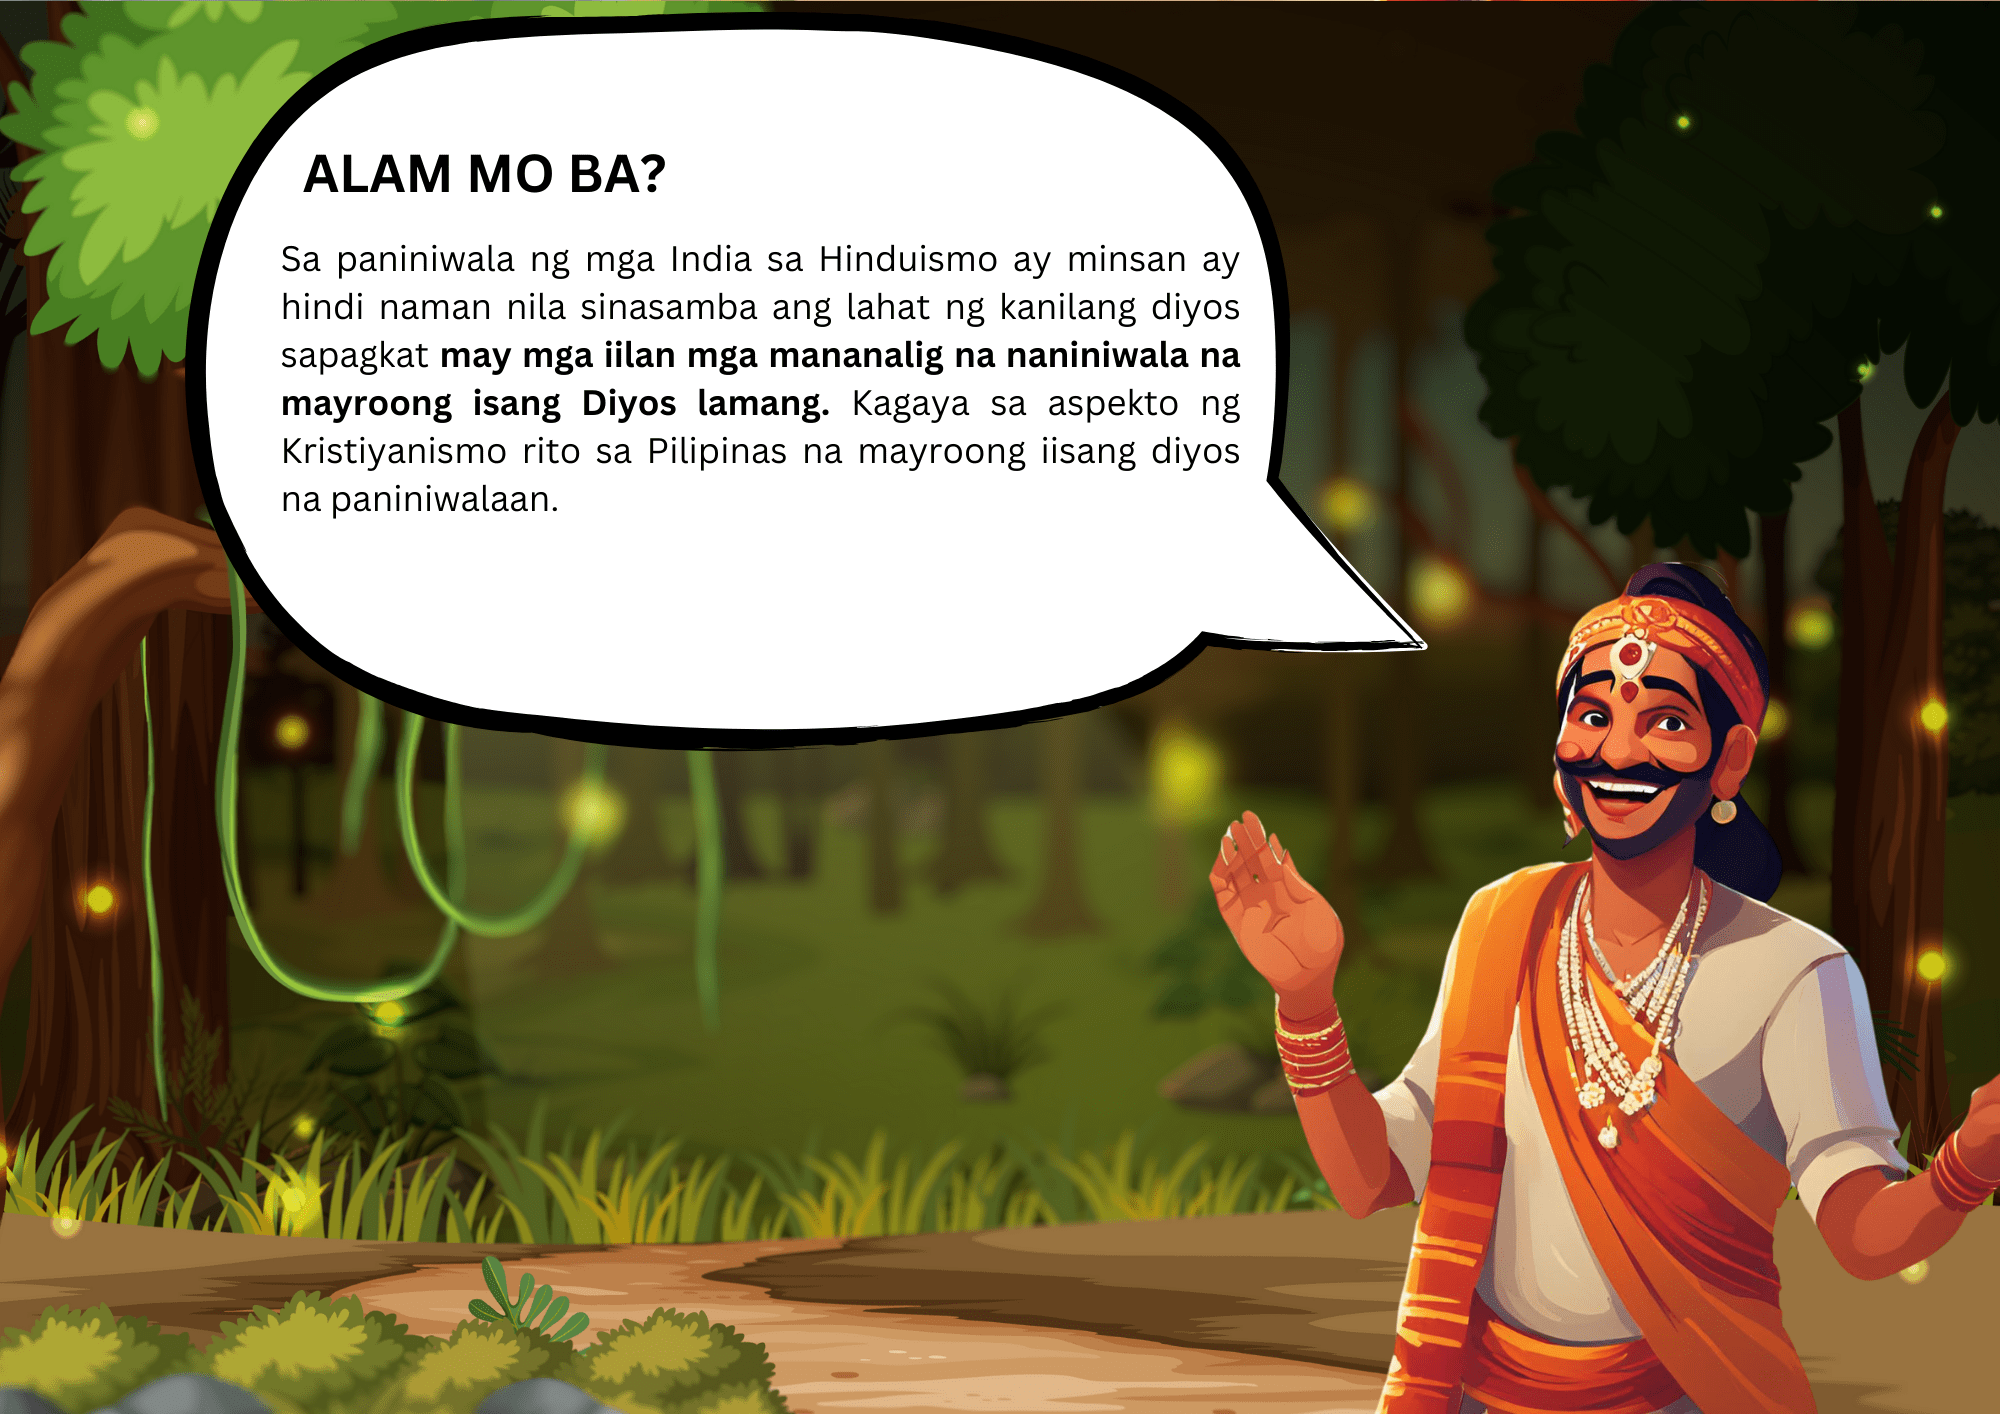 ALAM MO BA?
Sa paniniwala ng mga India sa Hinduismo ay minsan ay
hindi naman nila sinasamba ang lahat ng kanilang diyos
sapagkat may mga iilan mga mananalig na naniniwala na
mayroong isang Diyos lamang. Kagaya sa aspekto ng
Kristiyanismo rito sa Pilipinas na mayroong iisang diyos
na paniniwalaan.